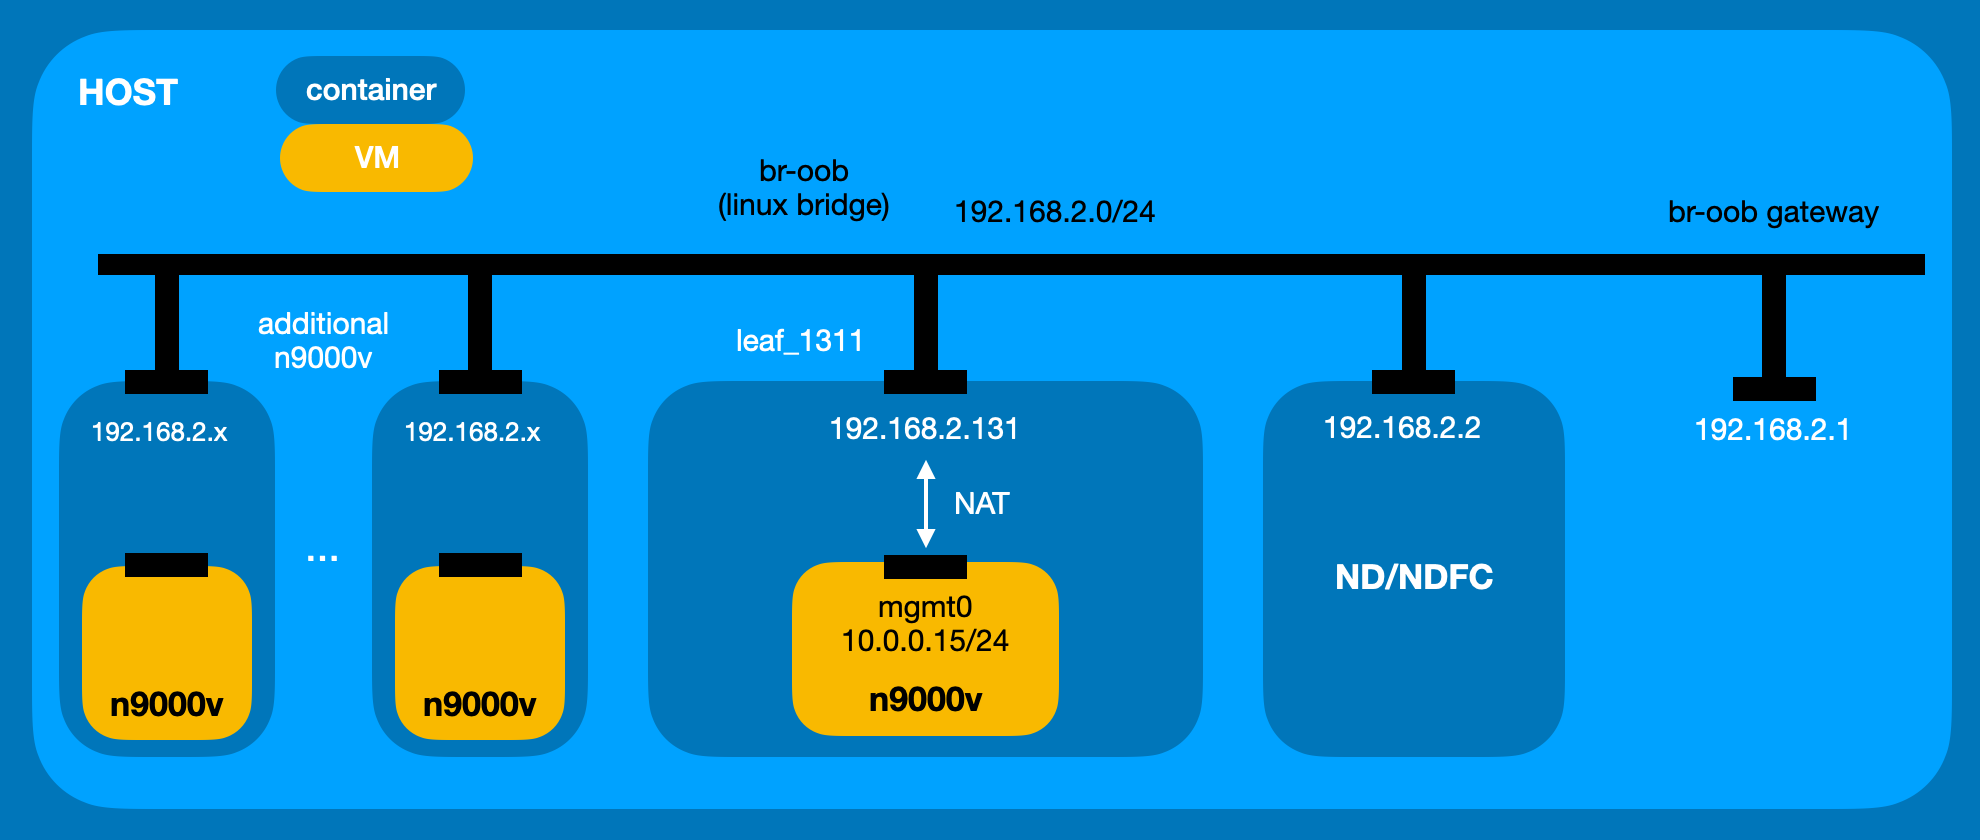 HOST
container
VM
br-oob
(linux bridge)
192.168.2.0/24
br-oob gateway
additional
n9000v
leaf_1311
192.168.2.x
192.168.2.x
192.168.2.131
192.168.2.2
192.168.2.1
NAT
...
ND/NDFC
mgmt0
10.0.0.15/24
n9000v
n9000v
n9000v